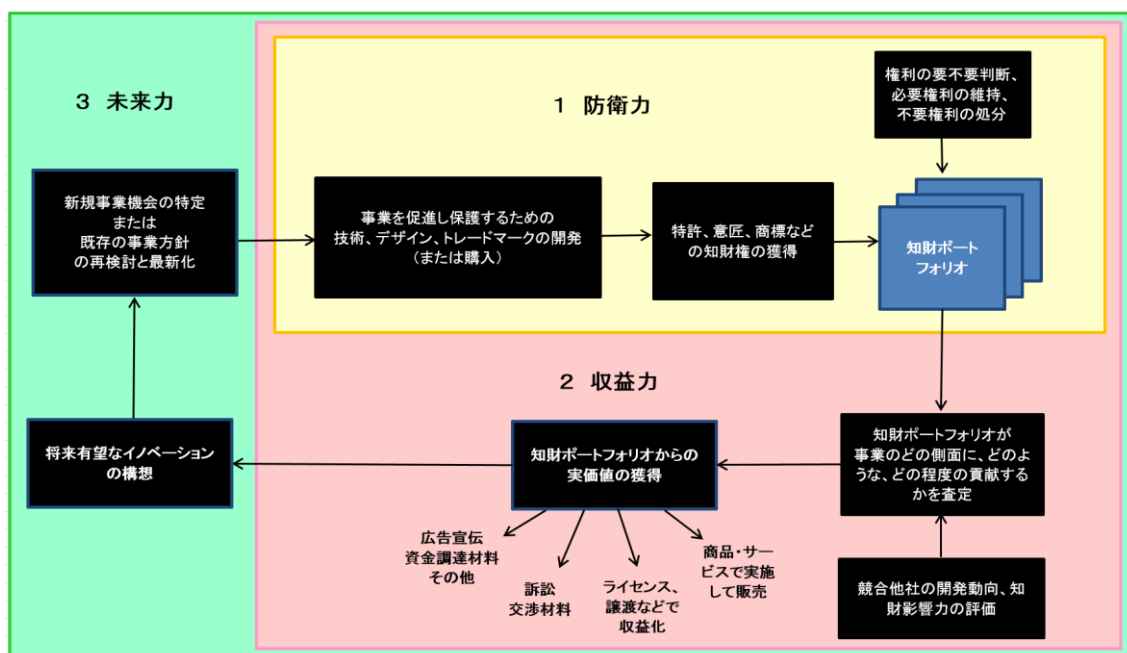 3 未来力
1 防衛力
権利の要不要判断、
必要権利の維持、
不要権利の処分
新規事業機会の特定
または
既存の事業方針
の再検討と最新化
事業を促進し保護するための
技術、デザイン、トレードマークの開発
(または購入)
特許、意匠、商標など
の知財権の獲得
知財ポート
フォリオ
2 収益力
将来有望なイノベーション
の構想
知財ポートフォリオからの
実価値の獲得
知財ポートフォリオが
事業のどの側面に、どのよ
うな、どの程度の貢献する
かを査定
広告宣伝
資金調達材料
その他
訴訟
交渉材料
ライセンス、
譲渡などで
収益化
商品・サー
ビスで実施
して販売
競合他社の開発動向、知
財影響力の評価